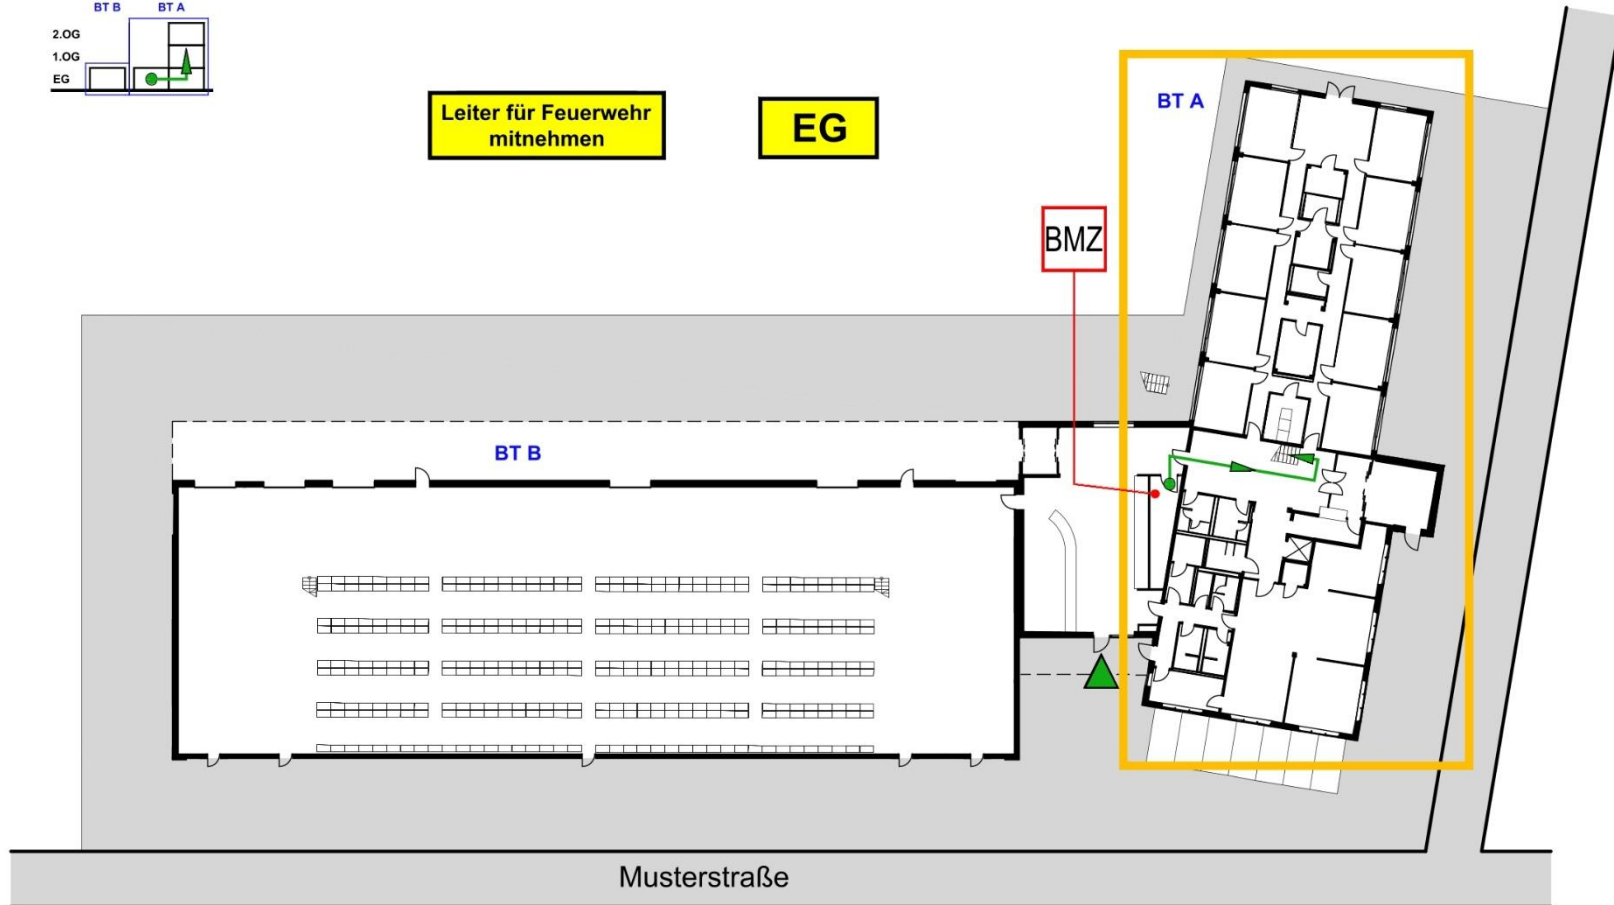 BT B
BT A
2.OG
1.OG
EG
Leiter für Feuerwehr
mitnehmen
EG
BT A
BMZ
BT B
Musterstraße